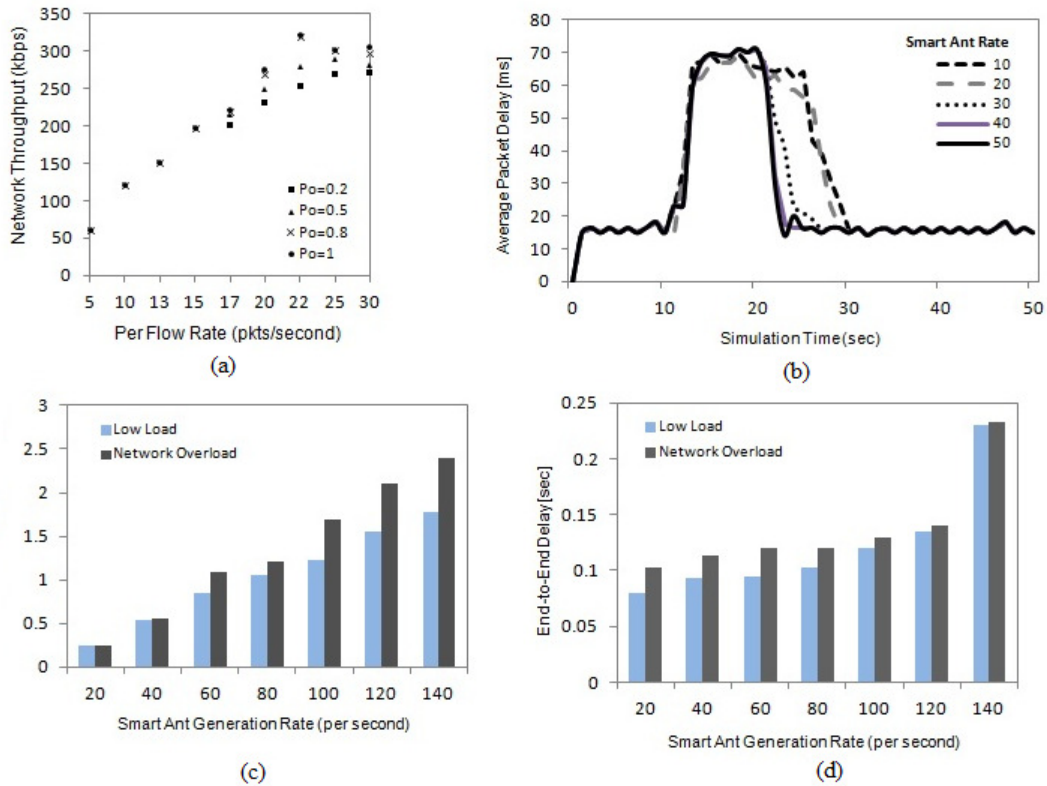 350
300
250
200
150
100
50
0
Network Throughput (kbps)
Po=0.2
Po=0.5
Po=0.8
Po=1
5 10 13 15 17 20 22 25 30
Per Flow Rate (pkts/second)
(a)
80
70
60
50
40
30
20
10
0
Average Packet Delay [ms]
Smart Ant Rate
10
20
30
40
50
0 10 20 30 40 50
Simulation Time (sec)
(b)
3
2.5
2
1.5
1
0.5
0
Low Load
Network Overload
20 40 60 80 100 120 140
Smart Ant Generation Rate (per second)
(c)
0.25
0.2
0.15
0.1
0.05
0
End-to-End Delay [sec]
Low Load
Network Overload
20 40 60 80 100 120 140
Smart Ant Generation Rate (per second)
(d)